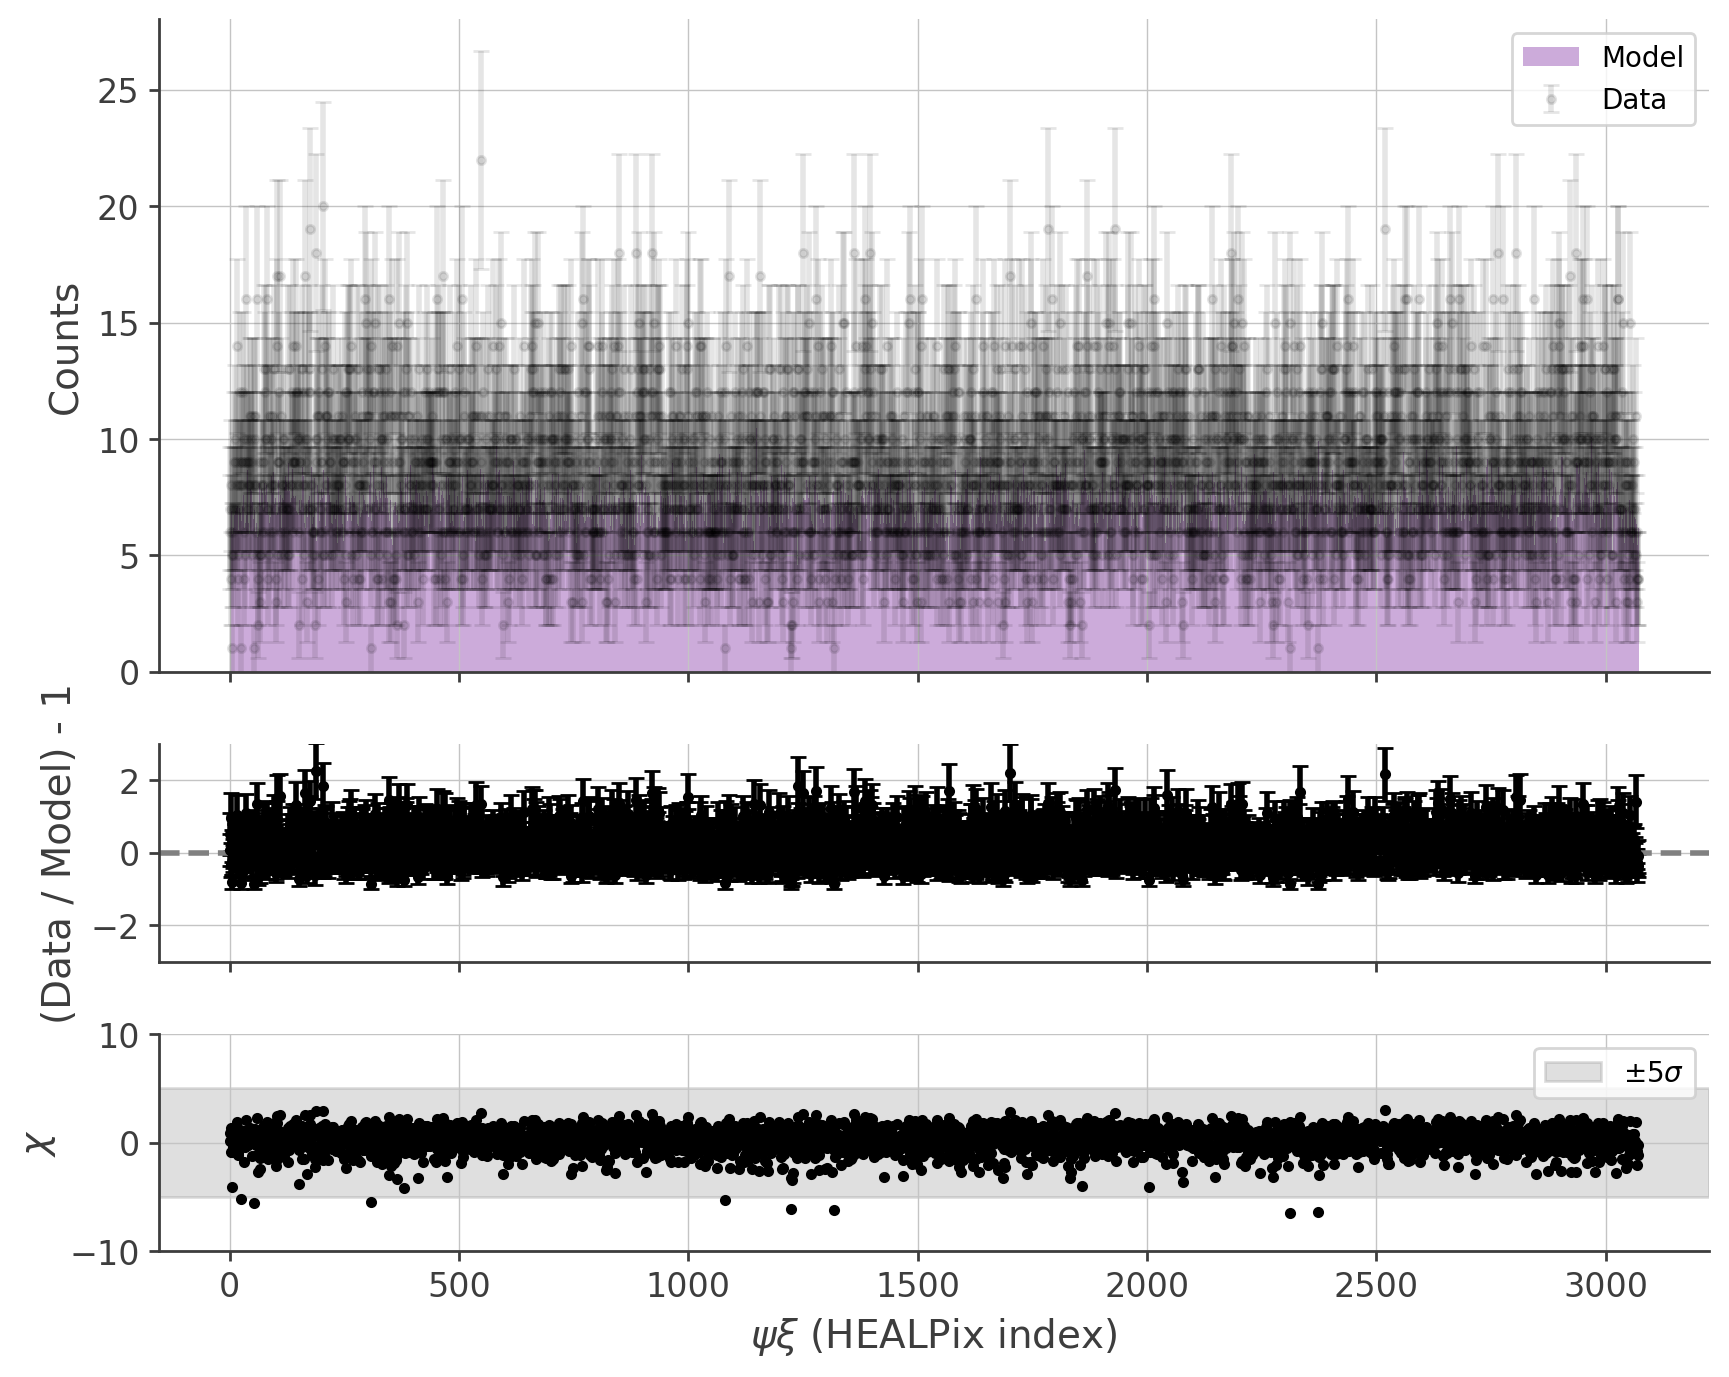 25
20
15
10
5
0
Counts
Model
Data
2
0
−2
(Data / Model) - 1
10
0
−10
χ
±5σ
0 500 1000 1500 2000 2500 3000
ψξ (HEALPix index)